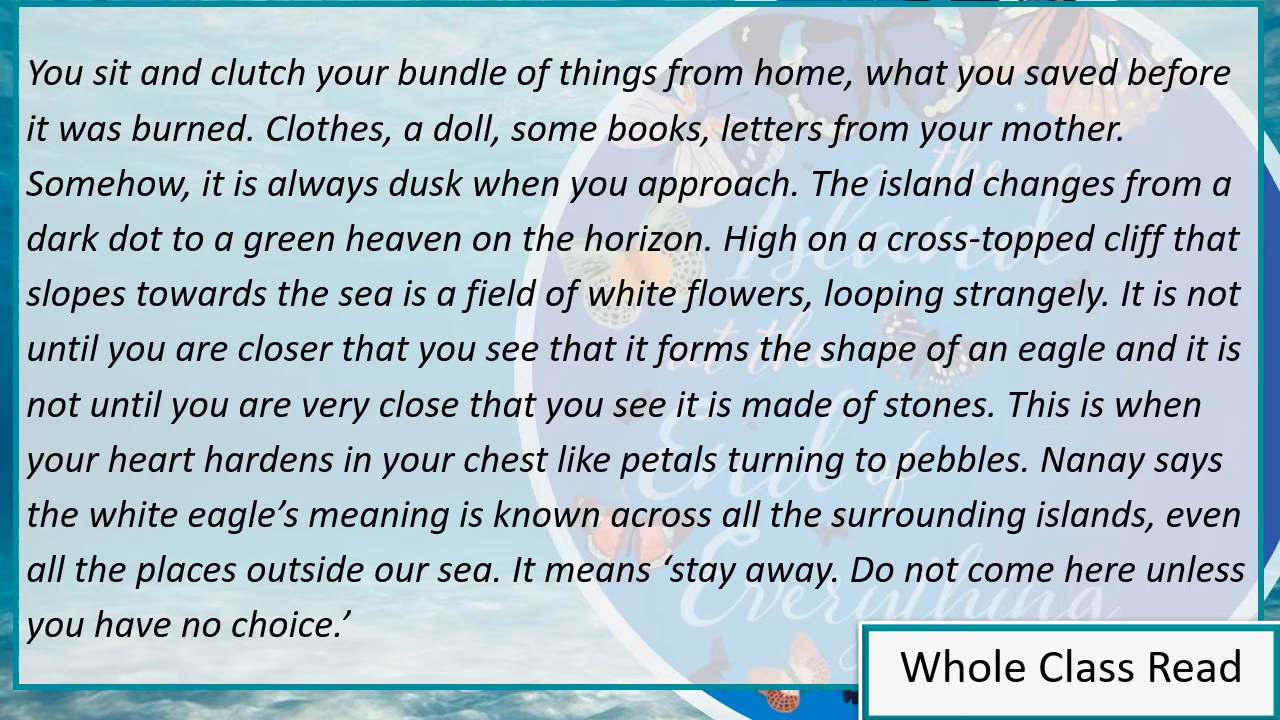 You sit and clutch your bundle of things from home, what you saved before
it was burned. Clothes, a doll, some books, letters from your mother.
Somehow, it is always dusk when you approach. The island changes from a
dark dot to a green heaven on the horizon. High on a cross-topped cliff that
slopes towards the sea is a field of white flowers, looping strangely. It is not
until you are closer that you see that it forms the shape of an eagle and it is
not until you are very close that you see it is made of stones. This is when
your heart hardens in your chest like petals turning to pebbles. Nanay says
the white eagle’s meaning is known across all the surrounding islands, even
all the places outside our sea. It means ‘stay away. Do not come here unless
you have no choice.’
the
Island
at the
End of
Everything
Whole Class Read